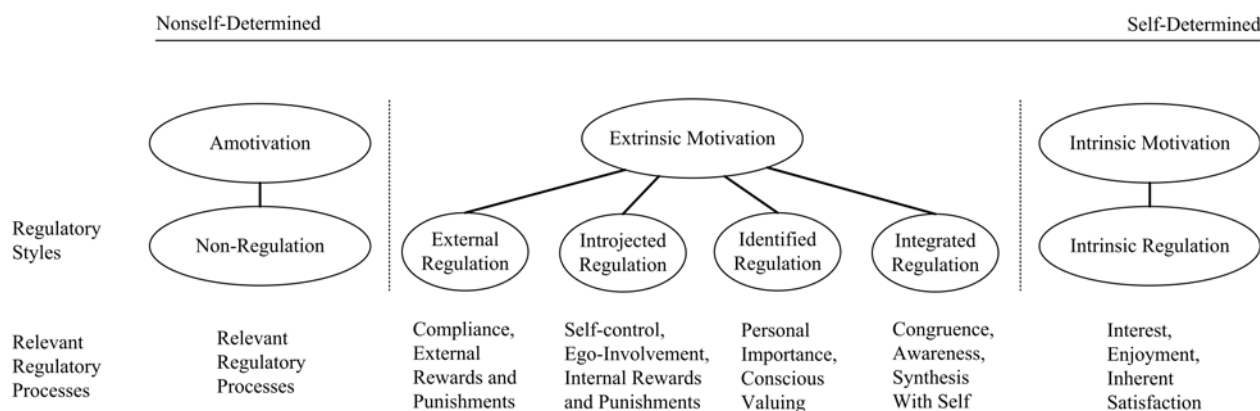 Nonself-Determined
Self-Determined
Amotivation
Extrinsic Motivation
Intrinsic Motivation
Regulatory
Styles
Non-Regulation
External
Regulation
Introjected
Regulation
Identified
Regulation
Integrated
Regulation
Intrinsic Regulation
Relevant
Regulatory
Processes
Relevant
Regulatory
Processes
Compliance,
External
Rewards and
Punishments
Self-control,
Ego-Involvement,
Internal Rewards
and Punishments
Personal
Importance,
Conscious
Valuing
Congruence,
Awareness,
Synthesis
With Self
Interest,
Enjoyment,
Inherent
Satisfaction